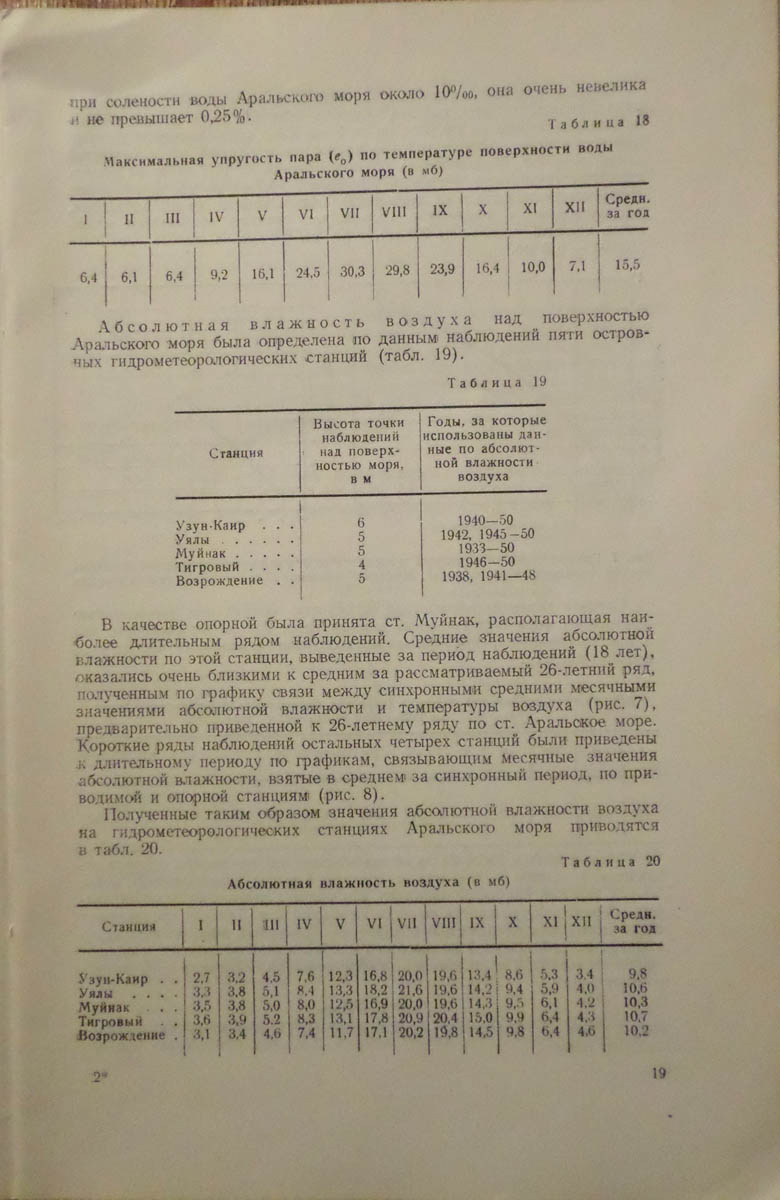 при солености воды Аральского моря около 10⁰/₀₀, она очень невелика
и не превышает 0,25%.
Таблица 18
Максимальная упругость пара (e₀) по температуре поверхности воды
Аральского моря (в мб)
I II III IV V VI VII VIII IX X XI XII Средн. за год
6,4 6,1 6,4 9,2 16,1 24,5 30,3 29,8 23,9 16,4 10,0 7,1 15,5
Абсолютная влажность воздуха над поверхностью
Аральского моря была определена по данным наблюдений пяти остров-
ных гидрометеорологических станций (табл. 19).
Таблица 19
Станция
Высота точки
наблюдений
над поверх-
ностью моря,
в м
Годы, за которые
использованы дан-
ные по абсолют-
ной влажности
воздуха
Узун-Каир . . . 6 1940—50
Уялы . . . . . . 5 1942, 1945—50
Муйнак . . . . . 5 1933—50
Тигровый . . . . 4 1946—50
Возрождение . . 5 1938, 1941—48
В качестве опорной была принята ст. Муйнак, располагающая наи-
более длительным рядом наблюдений. Средние значения абсолютной
влажности по этой станции, выведенные за период наблюдений (18 лет),
оказались очень близкими к средним за рассматриваемый 26-летний ряд,
полученным по графику связи между синхронными средними месячными
значениями абсолютной влажности и температуры воздуха (рис. 7),
предварительно приведенной к 26-летнему ряду по ст. Аральское море.
Короткие ряды наблюдений остальных четырех станций были приведены
к длительному периоду по графикам, связывающим месячные значения
абсолютной влажности, взятые в среднем за синхронный период, по при-
водимой и опорной станциям (рис. 8).
Полученные таким образом значения абсолютной влажности воздуха
на гидрометеорологических станциях Аральского моря приводятся
в табл. 20.
Таблица 20
Абсолютная влажность воздуха (в мб)
Станция I II III IV V VI VII VIII IX X XI XII Средн. за год
Узун-Каир . . 2,7 3,2 4,5 7,6 12,3 16,8 20,0 19,6 13,4 8,6 5,3 3,4 9,8
Уялы . . . . 3,3 3,8 5,1 8,4 13,3 18,2 21,6 19,6 14,2 9,4 5,9 4,0 10,6
Муйнак . . . 3,5 3,8 5,0 8,0 12,5 16,9 20,0 19,6 14,3 9,5 6,1 4,2 10,3
Тигровый . . 3,6 3,9 5,2 8,3 13,1 17,8 20,9 20,4 15,0 9,9 6,4 4,3 10,7
Возрождение . 3,1 3,4 4,6 7,4 11,7 17,1 20,2 19,8 14,5 9,8 6,4 4,6 10,2
2*
19